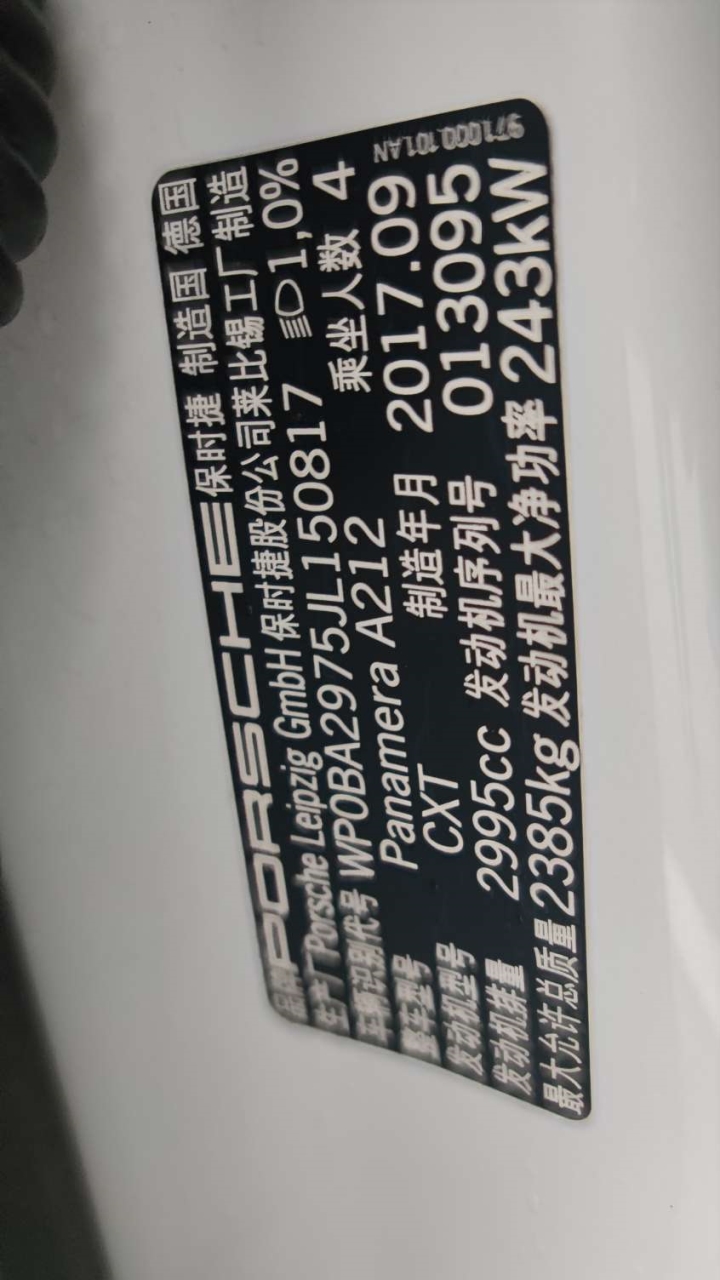 品牌 PORSCHE 保时捷 制造国 德国
生产厂 Porsche Leipzig GmbH 保时捷股份公司莱比锡工厂制造
车辆识别代号 WP0BA2975JL150817 1,0%
整车型号 Panamera A212 乘坐人数 4
发动机型号 CXT 制造年月 2017.09
发动机排量 2995cc 发动机序列号 013095
最大允许总质量 2385kg 发动机最大净功率 243kW
971.000.101.AN